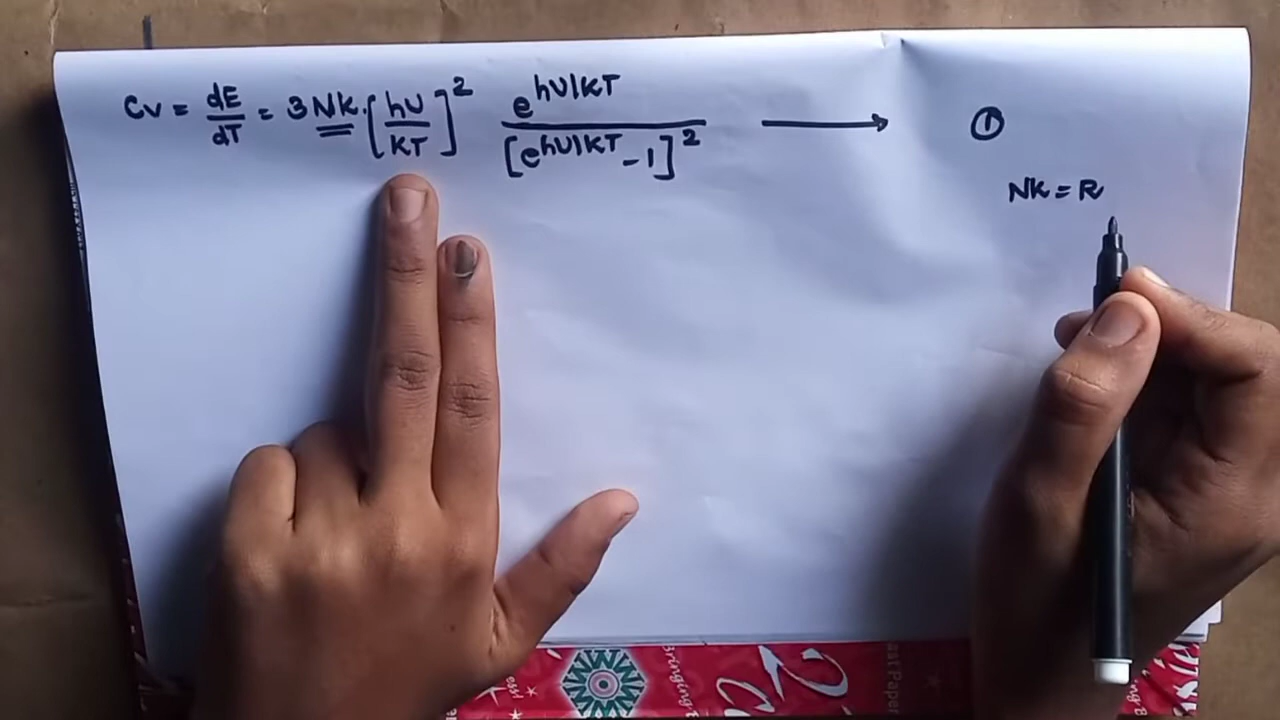 Cv = dE/dT = 3Nk. [hυ/kT]² e^hυ/kT / [e^hυ/kT - 1]² → ①
Nk = R